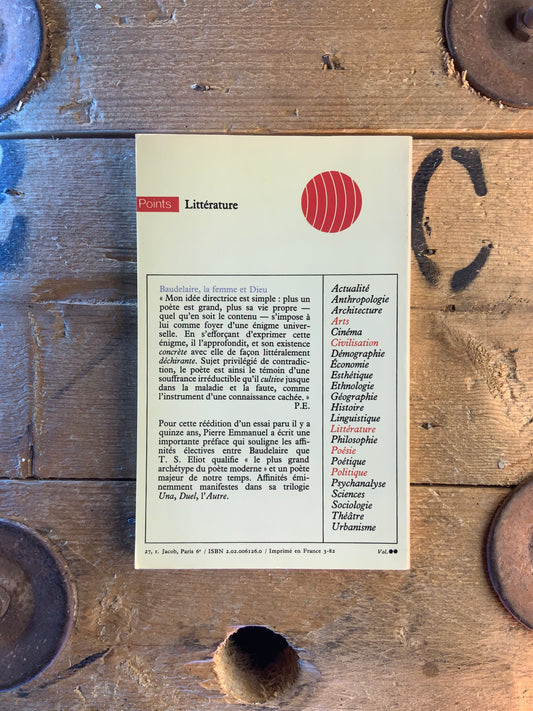 Points Littérature
Baudelaire, la femme et Dieu
« Mon idée directrice est simple : plus un
poète est grand, plus sa vie propre —
quel qu'en soit le contenu — s'impose à
lui comme foyer d'une énigme univer-
selle. En s'efforçant d'exprimer cette
énigme, il l'approfondit, et son existence
concrète avec elle de façon littéralement
déchirante. Sujet privilégié de contradic-
tion, le poète est ainsi le témoin d'une
souffrance irréductible qu'il cultive jusque
dans la maladie et la faute, comme
l'instrument d'une connaissance cachée. »
P.E.
Pour cette réédition d'un essai paru il y a
quinze ans, Pierre Emmanuel a écrit une
importante préface qui souligne les affi-
nités électives entre Baudelaire que
T. S. Eliot qualifie « le plus grand
archétype du poète moderne » et un poète
majeur de notre temps. Affinités émi-
nemment manifestes dans sa trilogie
Una, Duel, l'Autre.
Actualité
Anthropologie
Architecture
Arts
Cinéma
Civilisation
Démographie
Économie
Esthétique
Ethnologie
Géographie
Histoire
Linguistique
Littérature
Philosophie
Poésie
Poétique
Politique
Psychanalyse
Sciences
Sociologie
Théâtre
Urbanisme
27, r. Jacob, Paris 6e / ISBN 2.02.006126.0 / Imprimé en France 3-82
Vol.